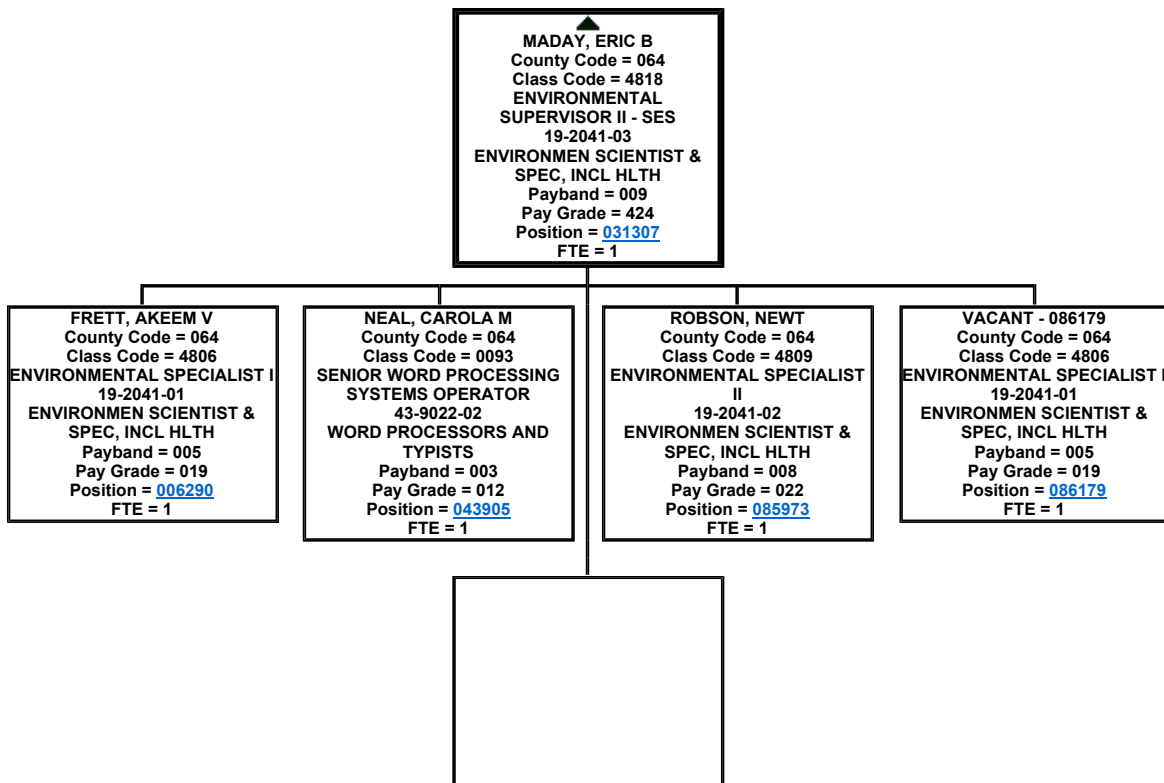 MADAY, ERIC B
County Code = 064
Class Code = 4818
ENVIRONMENTAL
SUPERVISOR II - SES
19-2041-03
ENVIRONMEN SCIENTIST &
SPEC, INCL HLTH
Payband = 009
Pay Grade = 424
Position = 031307
FTE = 1
FRETT, AKEEM V
County Code = 064
Class Code = 4806
ENVIRONMENTAL SPECIALIST I
19-2041-01
ENVIRONMEN SCIENTIST &
SPEC, INCL HLTH
Payband = 005
Pay Grade = 019
Position = 006290
FTE = 1
NEAL, CAROLA M
County Code = 064
Class Code = 0093
SENIOR WORD PROCESSING
SYSTEMS OPERATOR
43-9022-02
WORD PROCESSORS AND
TYPISTS
Payband = 003
Pay Grade = 012
Position = 043905
FTE = 1
ROBSON, NEWT
County Code = 064
Class Code = 4809
ENVIRONMENTAL SPECIALIST
II
19-2041-02
ENVIRONMEN SCIENTIST &
SPEC, INCL HLTH
Payband = 008
Pay Grade = 022
Position = 085973
FTE = 1
VACANT - 086179
County Code = 064
Class Code = 4806
ENVIRONMENTAL SPECIALIST I
19-2041-01
ENVIRONMEN SCIENTIST &
SPEC, INCL HLTH
Payband = 005
Pay Grade = 019
Position = 086179
FTE = 1